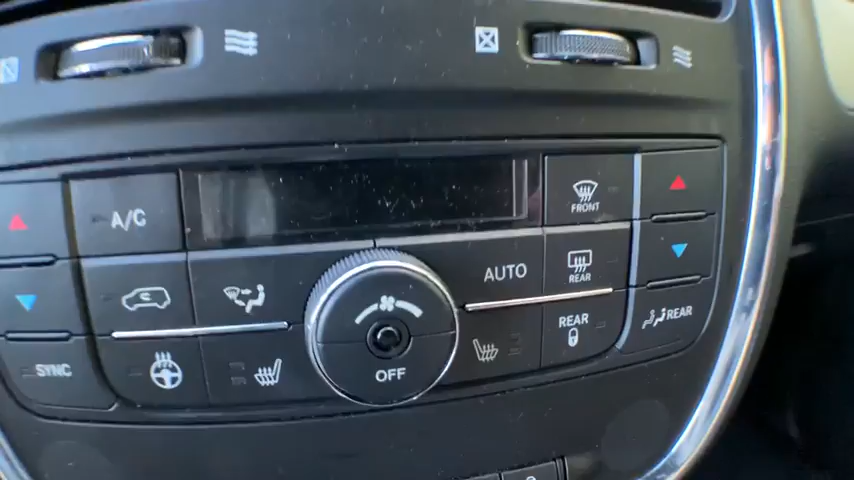 FRONT
A/C
AUTO
REAR
REAR
REAR
SYNC
OFF